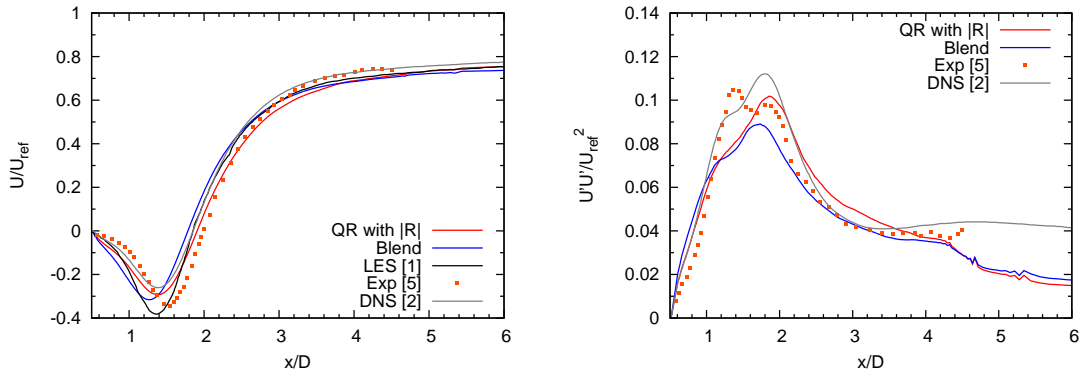 1
0.8
0.6
0.4
0.2
0
-0.2
-0.4
U/U_ref
1 2 3 4 5 6
x/D
QR with |R|
Blend
LES [1]
Exp [5]
DNS [2]
0.14
0.12
0.1
0.08
0.06
0.04
0.02
0
U'U'/U_ref^2
1 2 3 4 5 6
x/D
QR with |R|
Blend
Exp [5]
DNS [2]